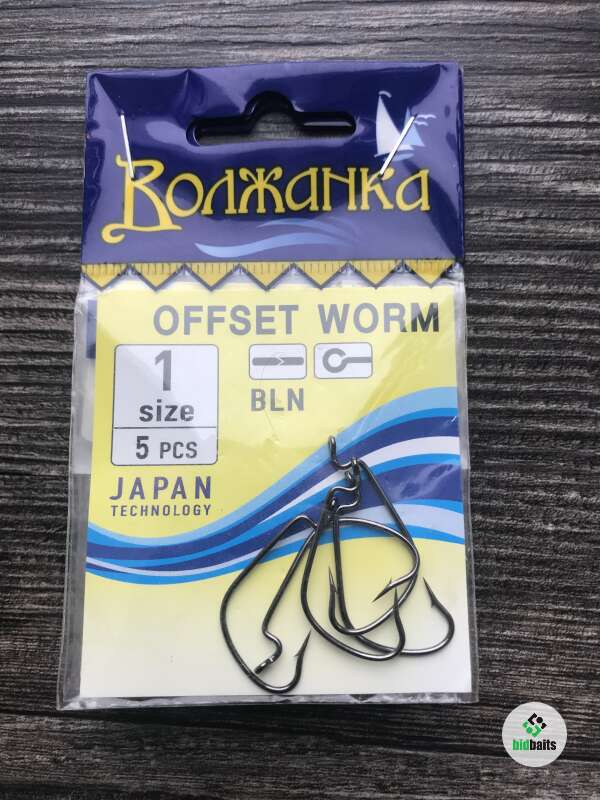 Волжанка
OFFSET WORM
1
size
5 PCS
BLN
JAPAN
TECHNOLOGY
bidbaits